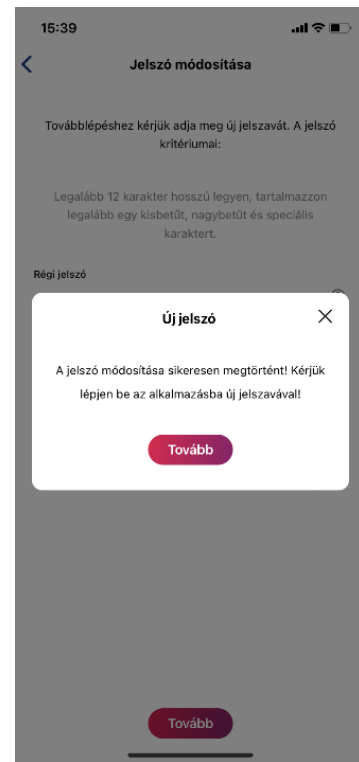 15:39
Jelszó módosítása
Továbblépéshez kérjük adja meg új jelszavát. A jelszó
kritériumai:
Legalább 12 karakter hosszú legyen, tartalmazzon
legalább egy kisbetűt, nagybetűt és speciális
karaktert.
Régi jelszó
Új jelszó
A jelszó módosítása sikeresen megtörtént! Kérjük
lépjen be az alkalmazásba új jelszavával!
Tovább
Tovább